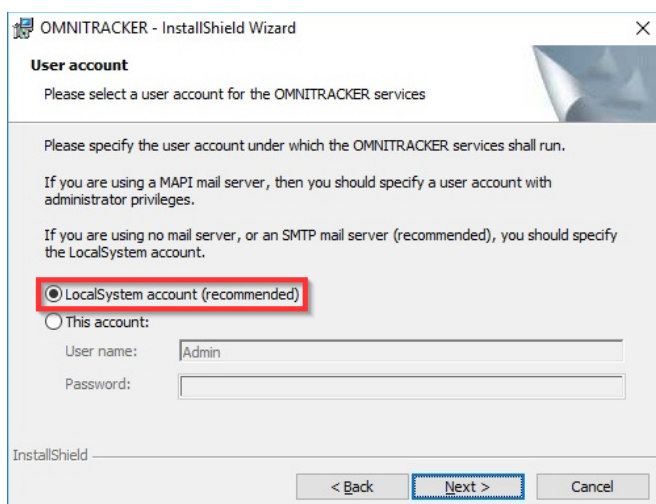 OMNITRACKER - InstallShield Wizard
User account
Please select a user account for the OMNITRACKER services
Please specify the user account under which the OMNITRACKER services shall run.
If you are using a MAPI mail server, then you should specify a user account with
administrator privileges.
If you are using no mail server, or an SMTP mail server (recommended), you should specify
the LocalSystem account.
LocalSystem account (recommended)
This account:
User name: Admin
Password:
InstallShield
< Back Next > Cancel